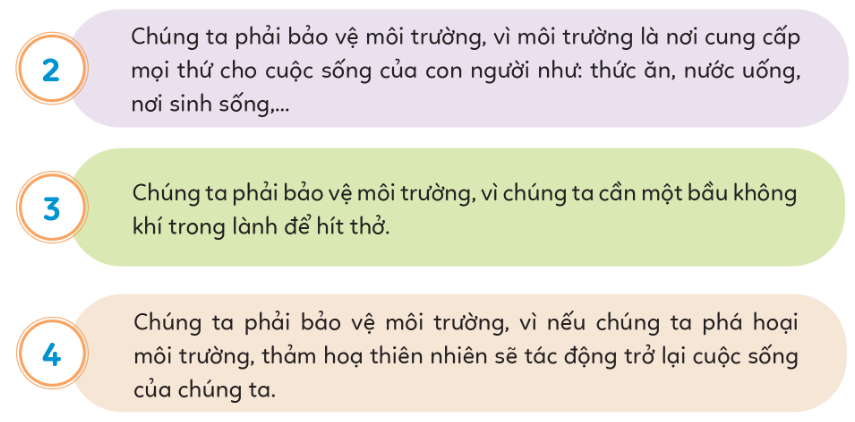 2
Chúng ta phải bảo vệ môi trường, vì môi trường là nơi cung cấp
mọi thứ cho cuộc sống của con người như: thức ăn, nước uống,
nơi sinh sống,...
3
Chúng ta phải bảo vệ môi trường, vì chúng ta cần một bầu không
khí trong lành để hít thở.
4
Chúng ta phải bảo vệ môi trường, vì nếu chúng ta phá hoại
môi trường, thảm hoạ thiên nhiên sẽ tác động trở lại cuộc sống
của chúng ta.